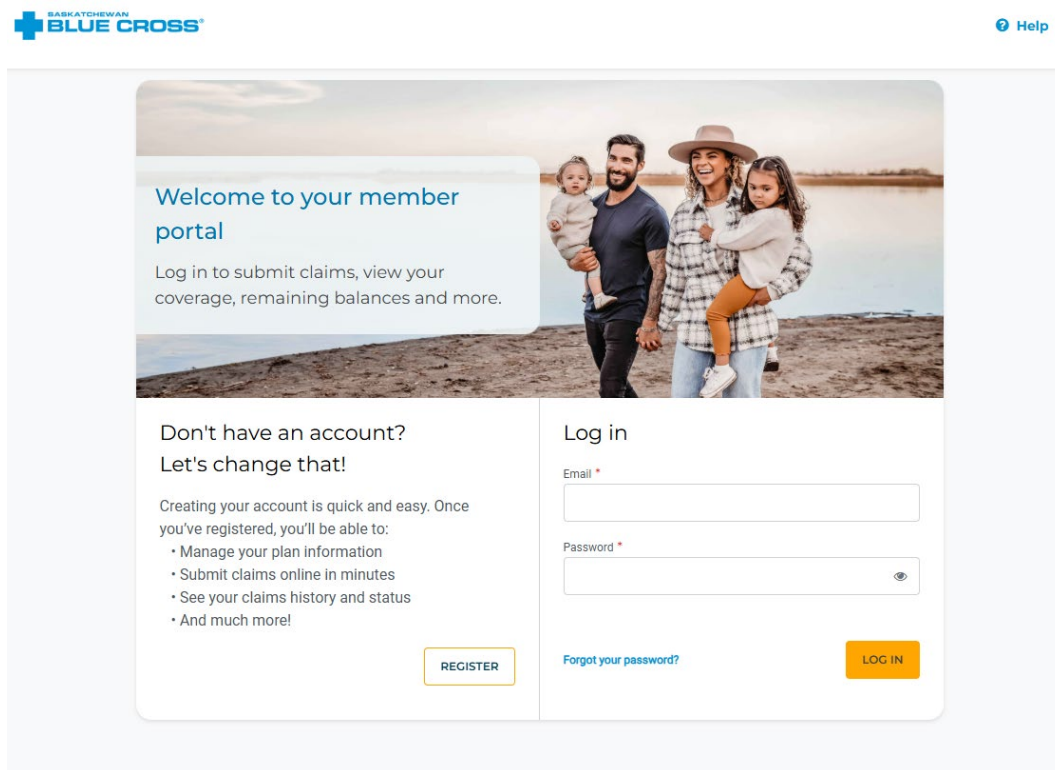 SASKATCHEWAN
BLUE CROSS®
Help
Welcome to your member
portal
Log in to submit claims, view your
coverage, remaining balances and more.
Don't have an account?
Let's change that!
Creating your account is quick and easy. Once
you've registered, you'll be able to:
• Manage your plan information
• Submit claims online in minutes
• See your claims history and status
• And much more!
REGISTER
Log in
Email *
Password *
Forgot your password?
LOG IN